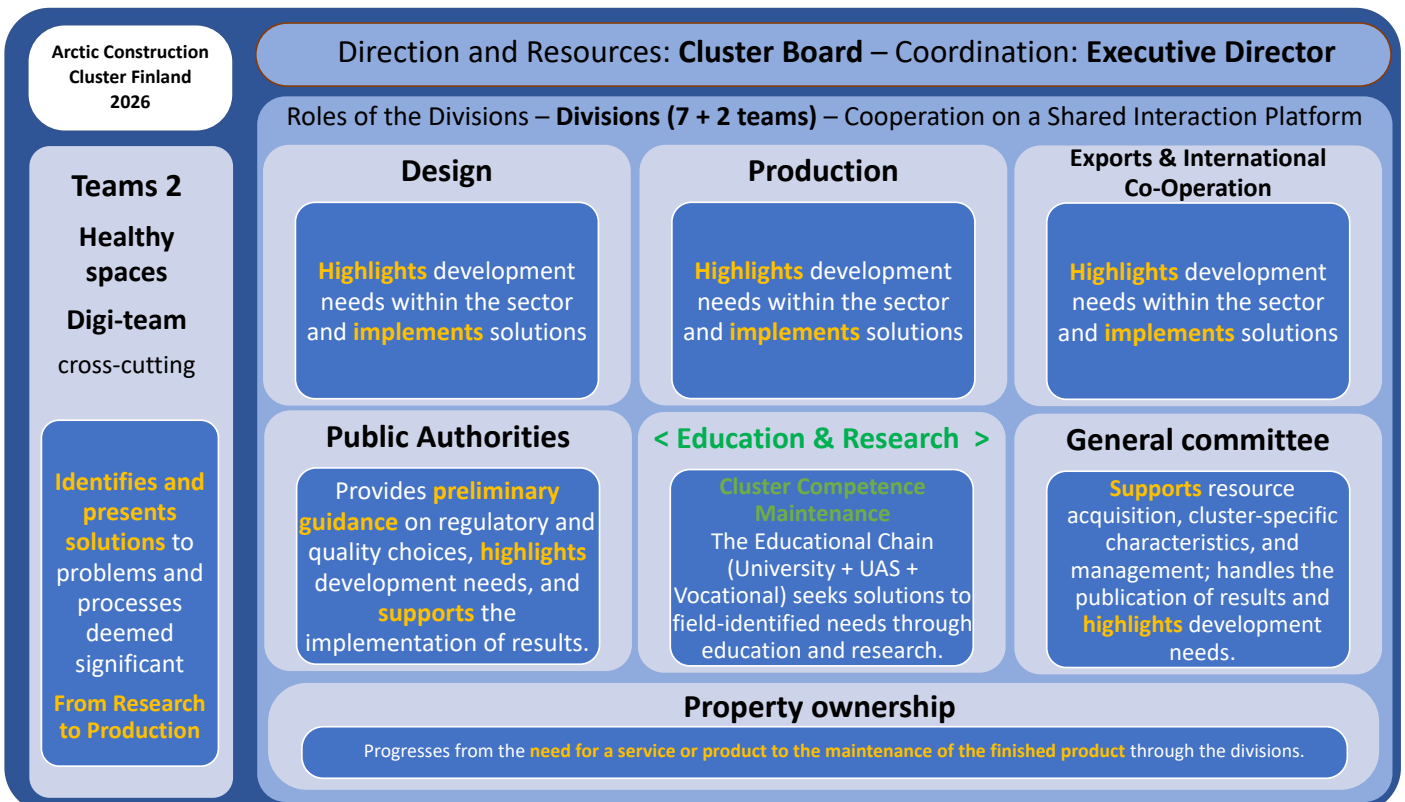 Arctic Construction
Cluster Finland
2026
Direction and Resources: Cluster Board – Coordination: Executive Director
Roles of the Divisions – Divisions (7 + 2 teams) – Cooperation on a Shared Interaction Platform
Teams 2
Healthy
spaces
Digi-team
cross-cutting
Identifies and
presents
solutions to
problems and
processes
deemed
significant
From Research
to Production
Design
Highlights development
needs within the sector
and implements solutions
Production
Highlights development
needs within the sector
and implements solutions
Exports & International
Co-Operation
Highlights development
needs within the sector
and implements solutions
Public Authorities
Provides preliminary
guidance on regulatory and
quality choices, highlights
development needs, and
supports the
implementation of results.
< Education & Research >
Cluster Competence
Maintenance
The Educational Chain
(University + UAS +
Vocational) seeks solutions to
field-identified needs through
education and research.
General committee
Supports resource
acquisition, cluster-specific
characteristics, and
management; handles the
publication of results and
highlights development
needs.
Property ownership
Progresses from the need for a service or product to the maintenance of the finished product through the divisions.